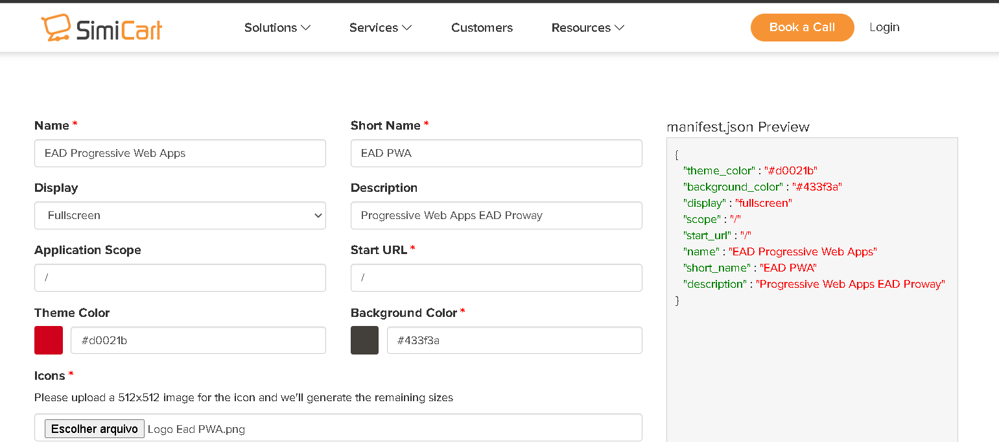 SimiCart Solutions Services Customers Resources Book a Call Login
Name * Short Name *
EAD Progressive Web Apps EAD PWA
Display Description
Fullscreen Progressive Web Apps EAD Proway
Application Scope Start URL *
/ /
Theme Color Background Color *
#d0021b #433f3a
Icons *
Please upload a 512x512 image for the icon and we'll generate the remaining sizes
Escolher arquivo Logo Ead PWA.png
manifest.json Preview
{
"theme_color" : "#d0021b"
"background_color" : "#433f3a"
"display" : "fullscreen"
"scope" : "/"
"start_url" : "/"
"name" : "EAD Progressive Web Apps"
"short_name" : "EAD PWA"
"description" : "Progressive Web Apps EAD Proway"
}